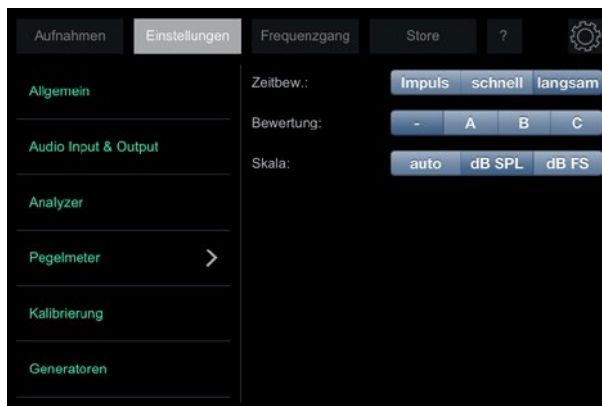 Aufnahmen Einstellungen Frequenzgang Store ?
Allgemein
Audio Input & Output
Analyzer
Pegelmeter
Kalibrierung
Generatoren
Zeitbew.: Impuls schnell langsam
Bewertung: - A B C
Skala: auto dB SPL dB FS